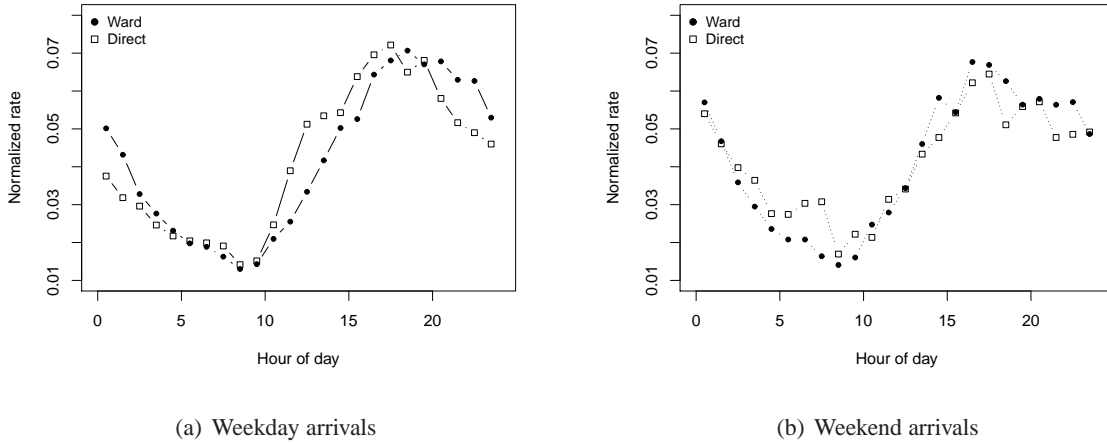 Ward
Direct
Normalized rate
0.01 0.03 0.05 0.07
0 5 10 15 20
Hour of day
(a) Weekday arrivals
Ward
Direct
Normalized rate
0.01 0.03 0.05 0.07
0 5 10 15 20
Hour of day
(b) Weekend arrivals